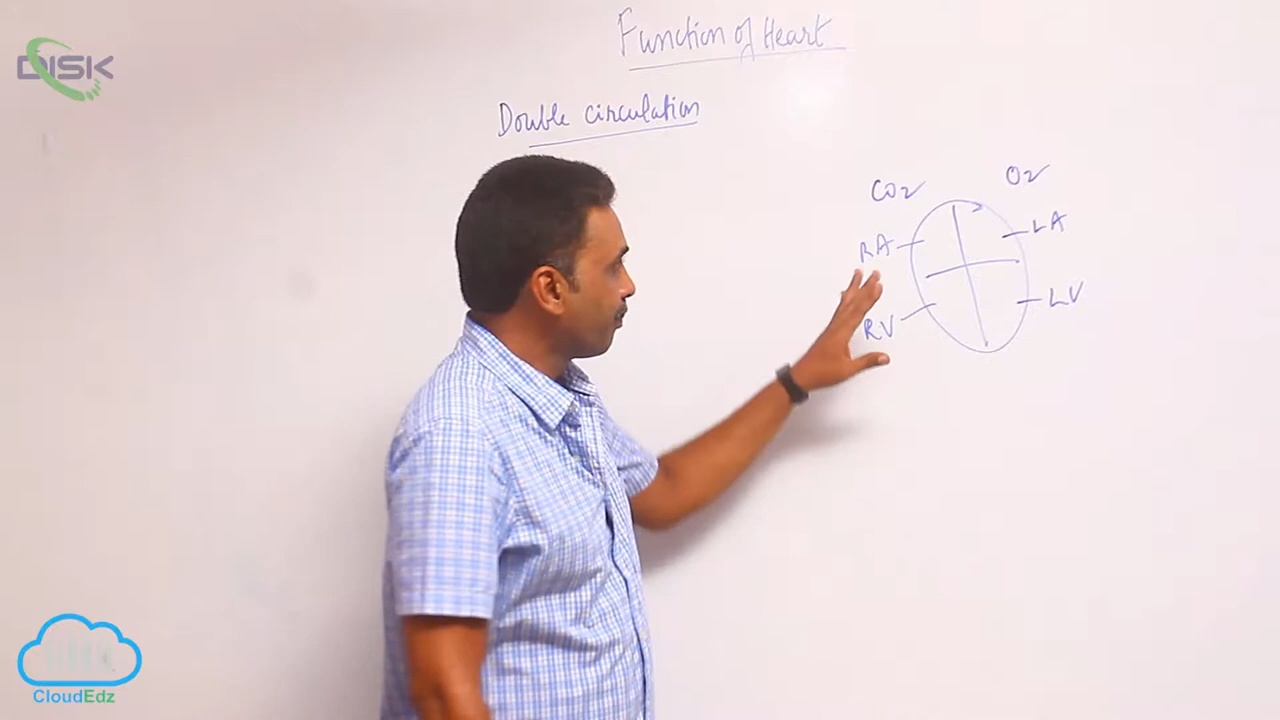 DISK
Function of Heart
Double circulation
CO2
O2
RA
LA
RV
LV
CloudEdz